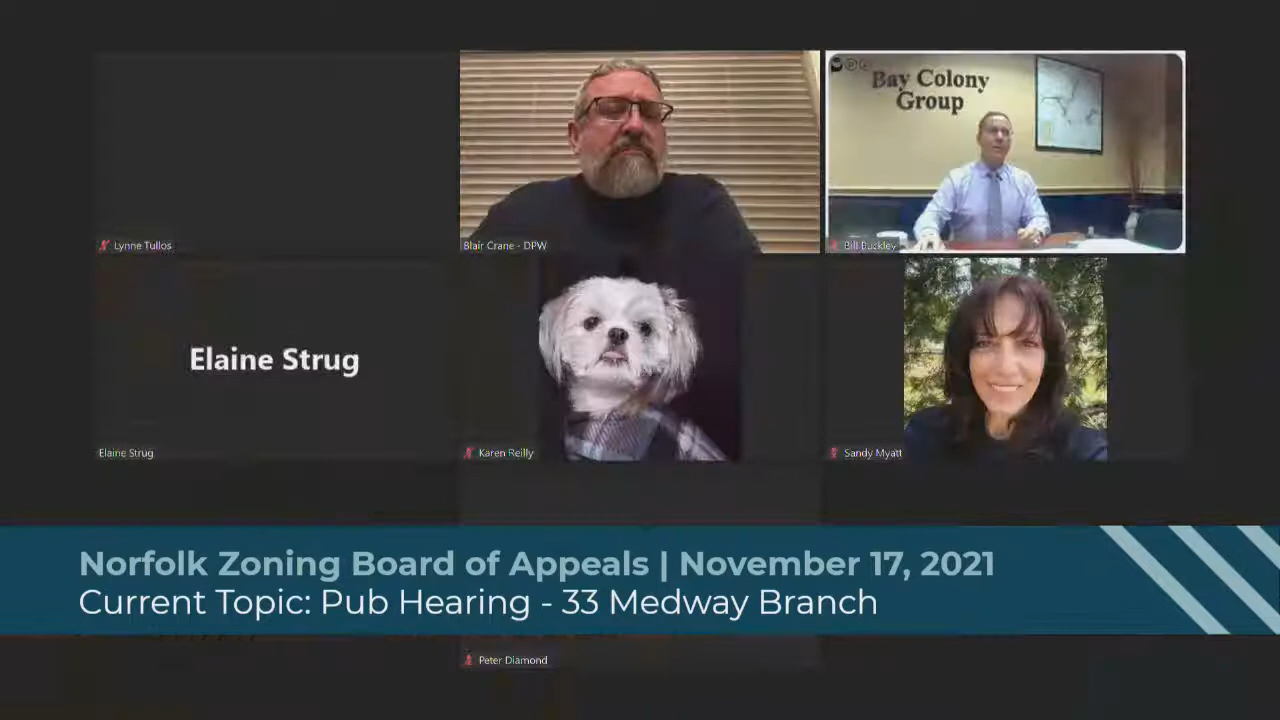 Bay Colony
Group
Lynne Tullos
Blair Crane - DPW
Bill Buckley
Elaine Strug
Elaine Strug
Karen Reilly
Sandy Myatt
Norfolk Zoning Board of Appeals | November 17, 2021
Current Topic: Pub Hearing - 33 Medway Branch
Peter Diamond